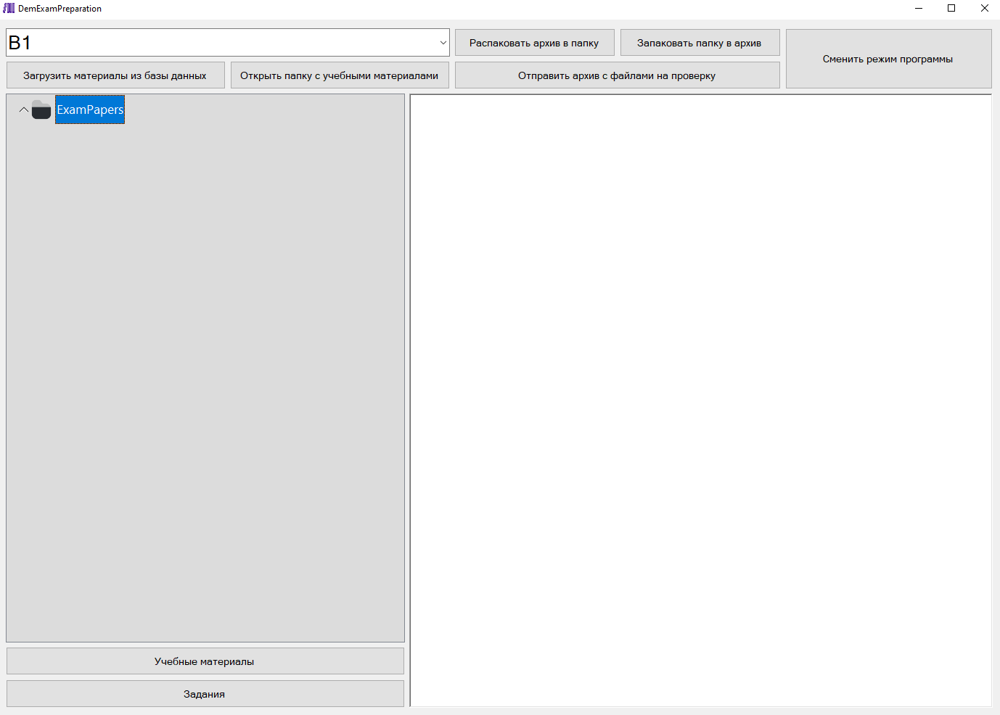 DemExamPreparation
B1
Распаковать архив в папку
Запаковать папку в архив
Сменить режим программы
Загрузить материалы из базы данных
Открыть папку с учебными материалами
Отправить архив с файлами на проверку
ExamPapers
Учебные материалы
Задания